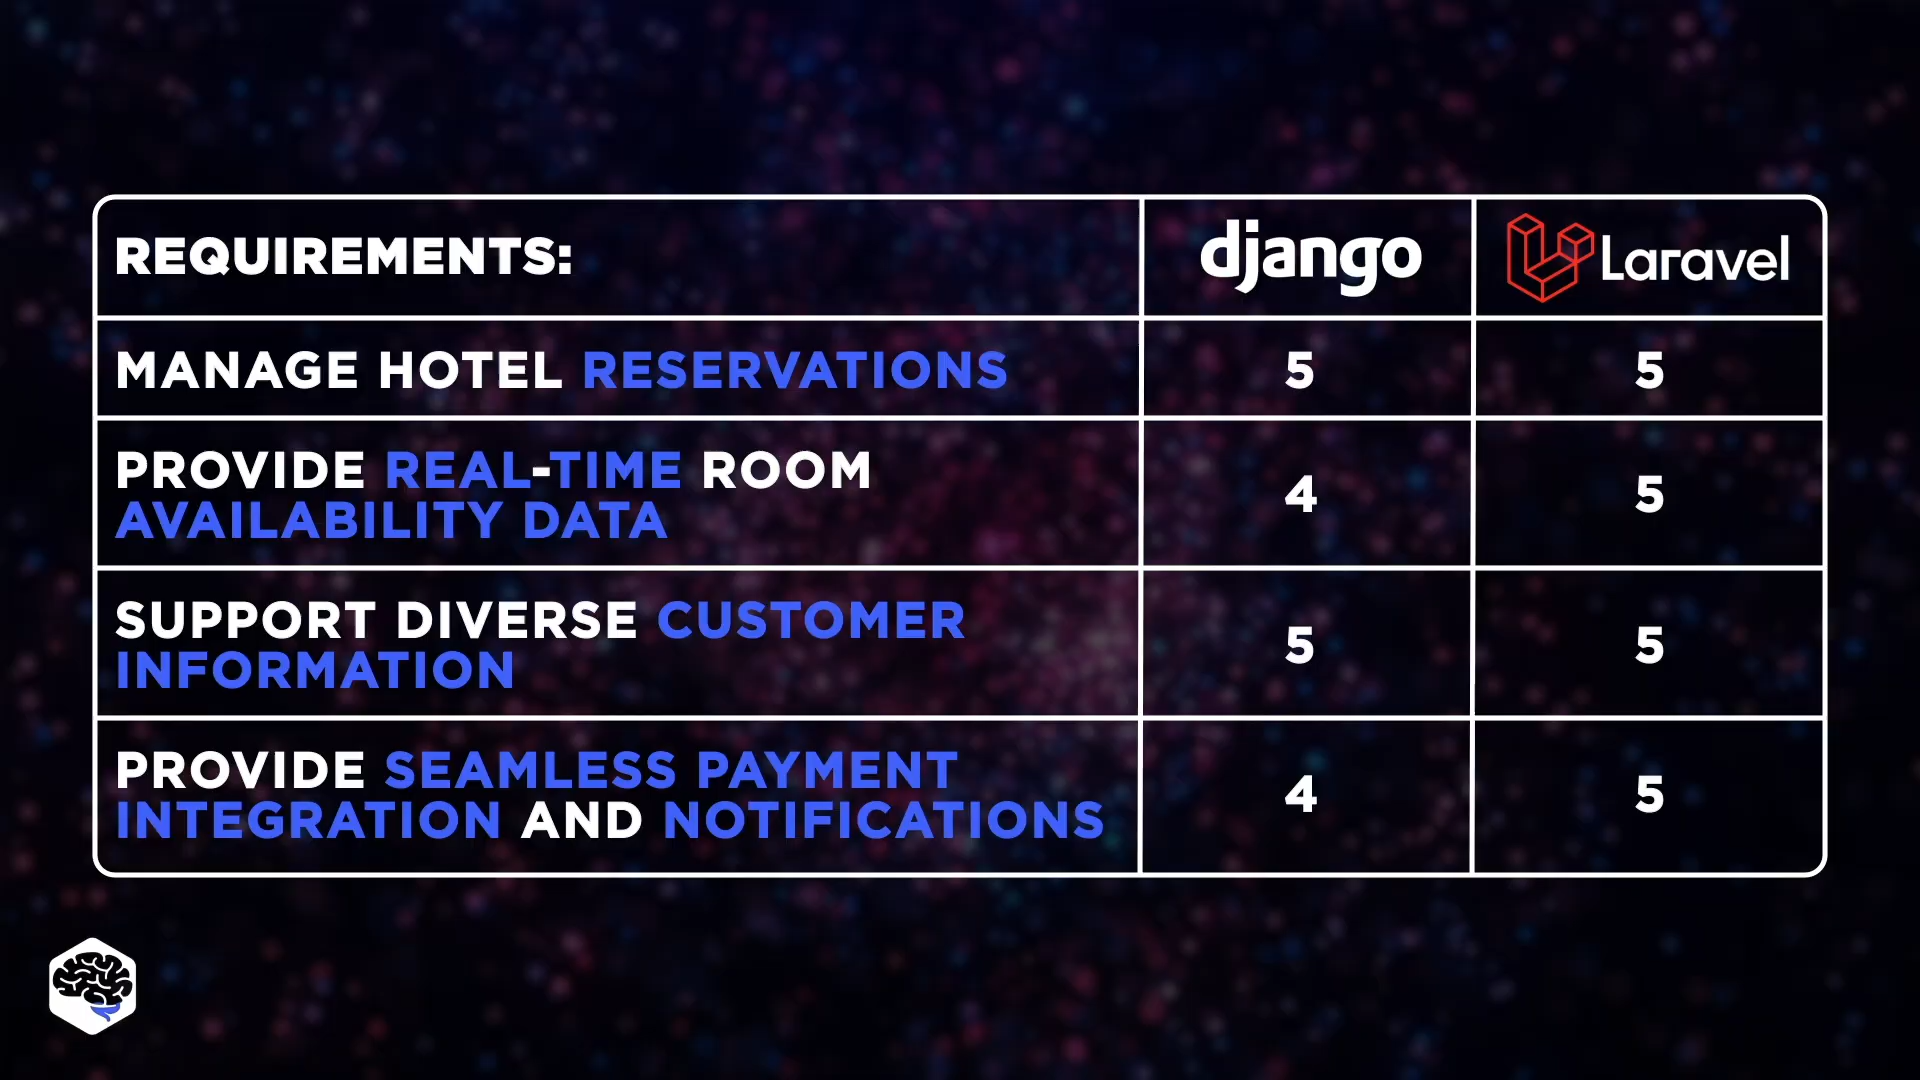 REQUIREMENTS:
django
Laravel
MANAGE HOTEL RESERVATIONS
5
5
PROVIDE REAL-TIME ROOM
AVAILABILITY DATA
4
5
SUPPORT DIVERSE CUSTOMER
INFORMATION
5
5
PROVIDE SEAMLESS PAYMENT
INTEGRATION AND NOTIFICATIONS
4
5